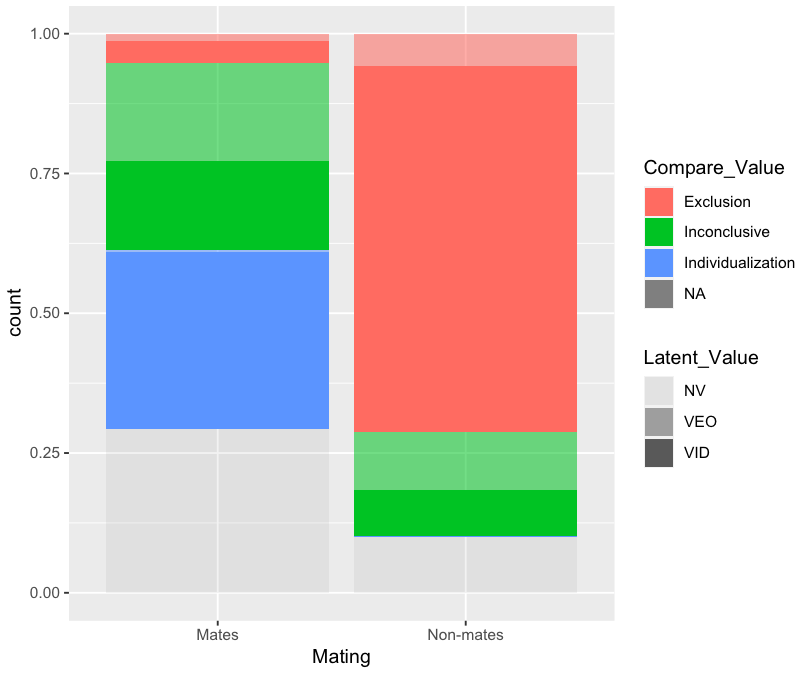 1.00
0.75
0.50
0.25
0.00
count
Mates
Non-mates
Mating
Compare_Value
Exclusion
Inconclusive
Individualization
NA
Latent_Value
NV
VEO
VID